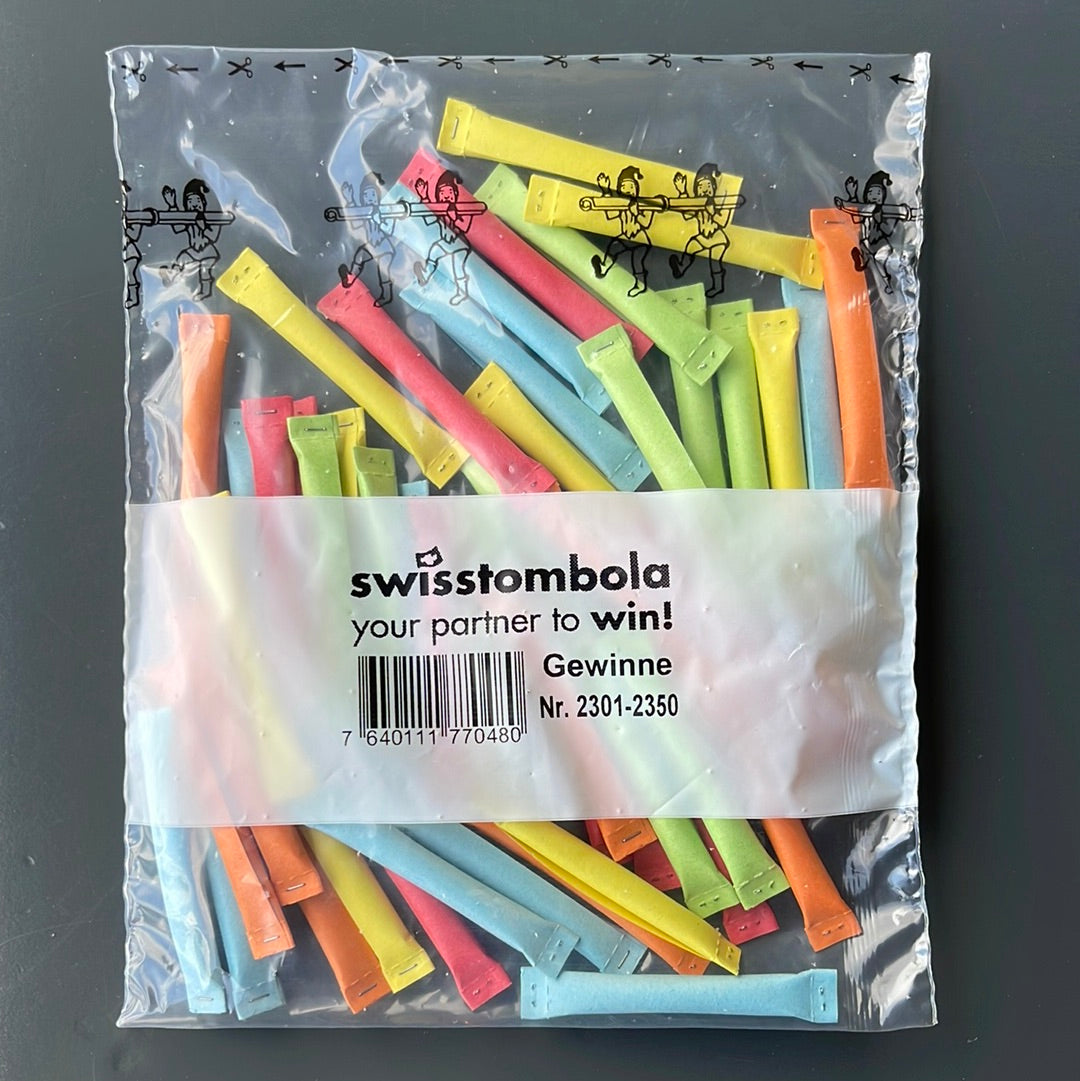 swisstombola
your partner to win!
Gewinne
Nr. 2301-2350
7 640111 770480